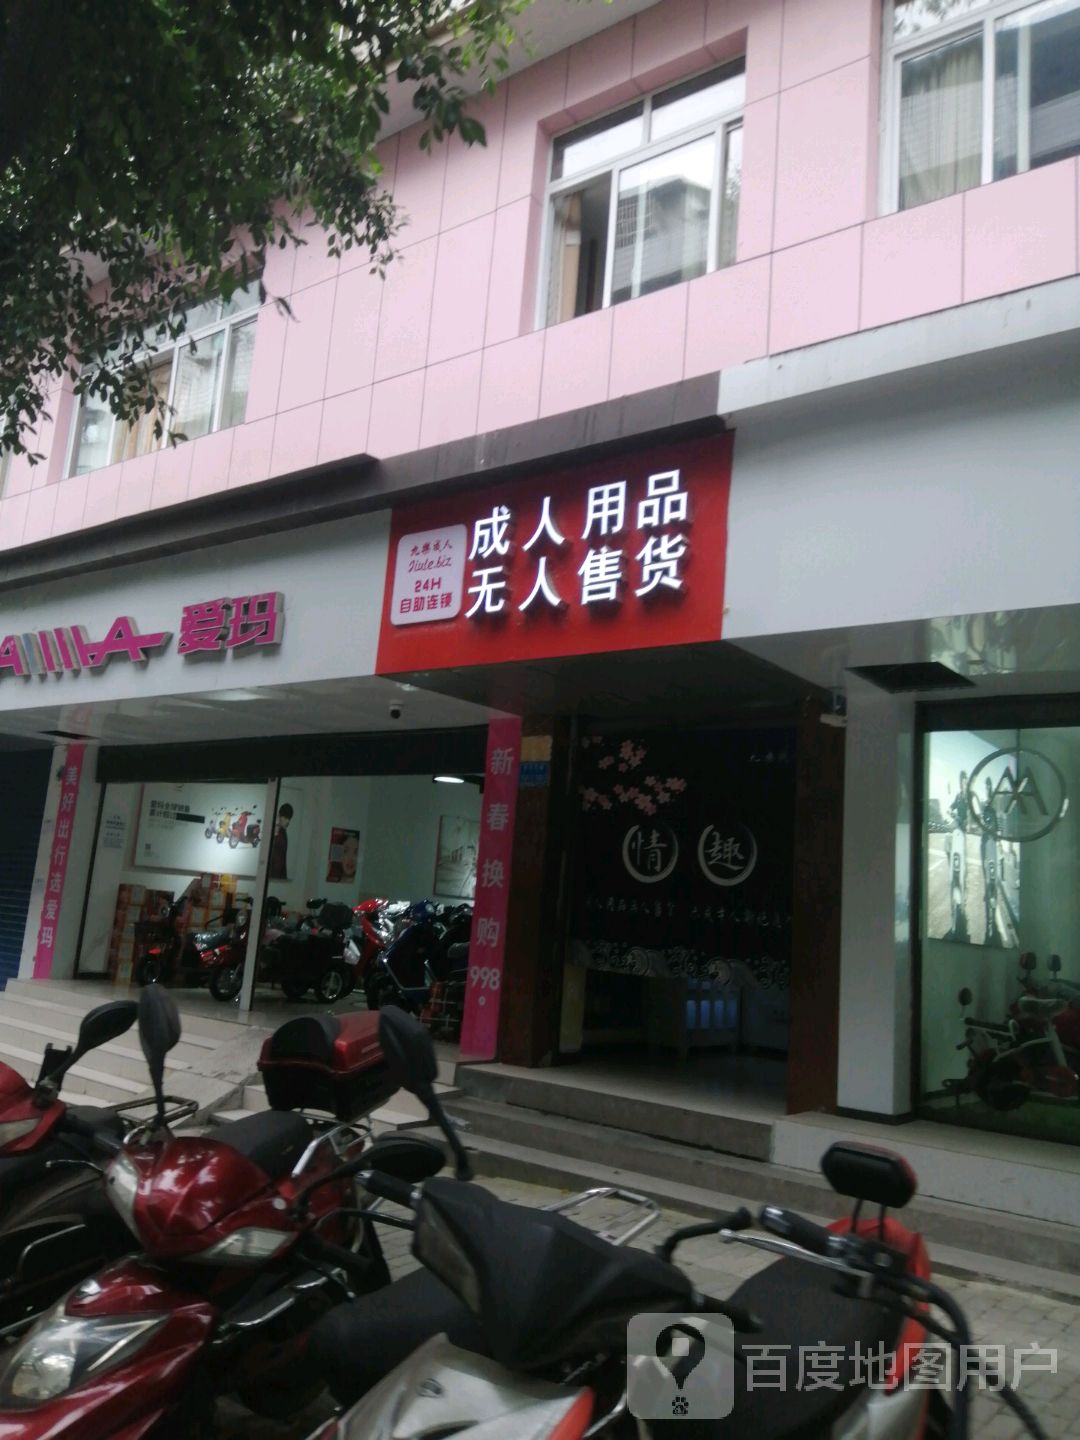 成人用品
无人售货
九樂成人
Jiule.biz
24H
自助连锁
AIMA 爱玛
美好出行选爱玛
新春换购998。
情趣
百度地图用户